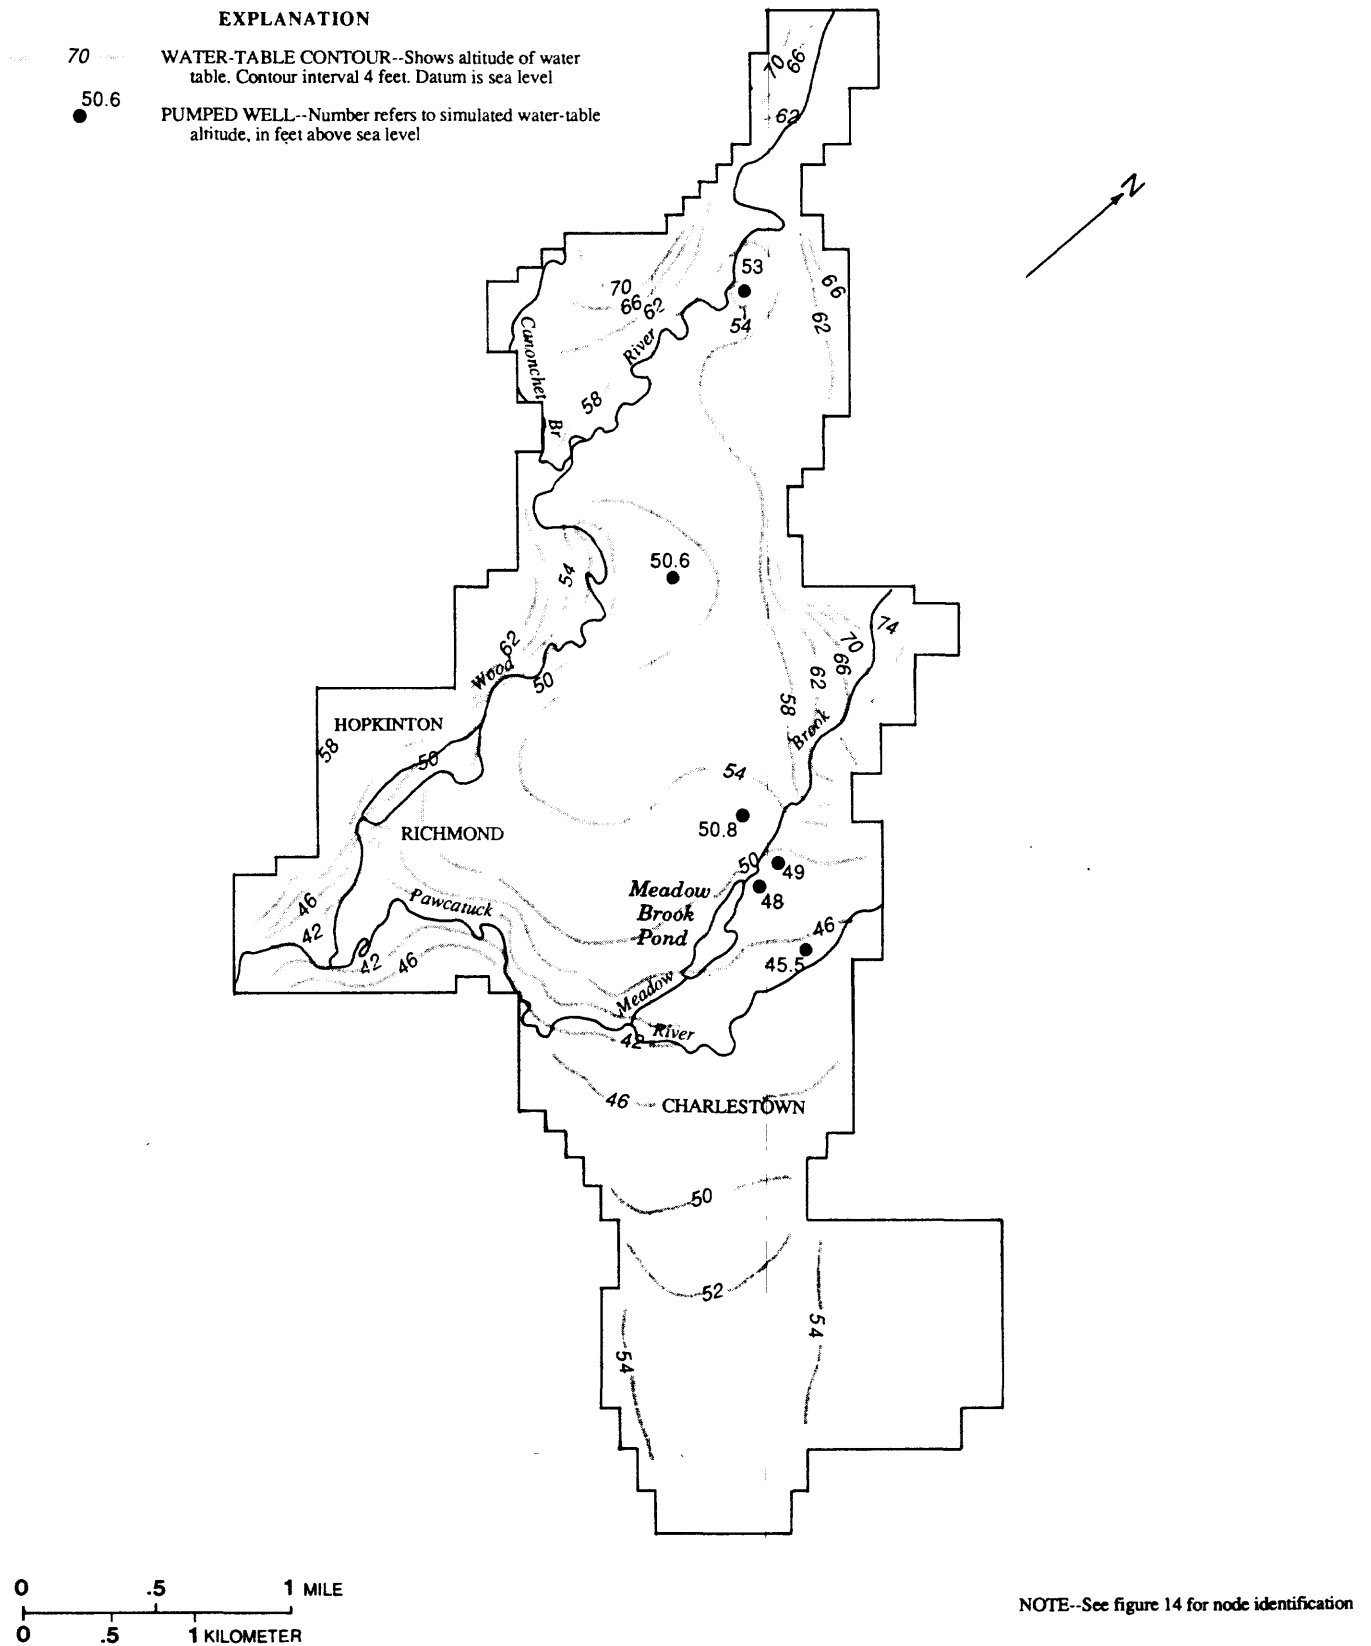 EXPLANATION
70 WATER-TABLE CONTOUR--Shows altitude of water
table. Contour interval 4 feet. Datum is sea level
50.6
PUMPED WELL--Number refers to simulated water-table
altitude, in feet above sea level
70
66
62
N
53
54
66
62
70
66
62
Canonchet
Br
River
58
50.6
54
62
Wood
50
74
70
66
62
58
Brook
HOPKINTON
58
50
54
50.8
RICHMOND
50
49
48
Meadow
Brook
Pond
46
42
Pawcatuck
42
46
46
45.5
Meadow
River
42
46
CHARLESTOWN
50
52
54
54
0 .5 1 MILE
0 .5 1 KILOMETER
NOTE--See figure 14 for node identification